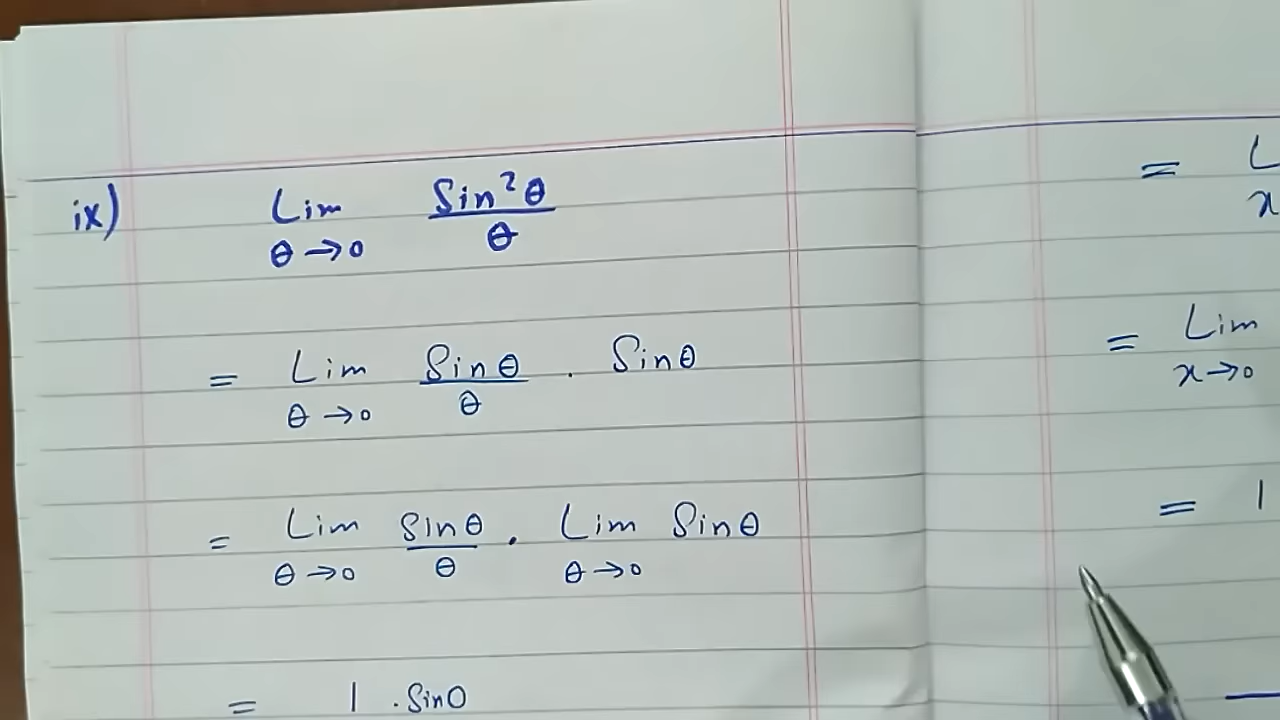 ix) Lim Sin²θ
θ→0 θ
= Lim Sinθ . Sinθ
θ→0 θ
= Lim Sinθ . Lim Sinθ
θ→0 θ θ→0
= 1 . Sin0
= L
x
= Lim
x→0
= 1